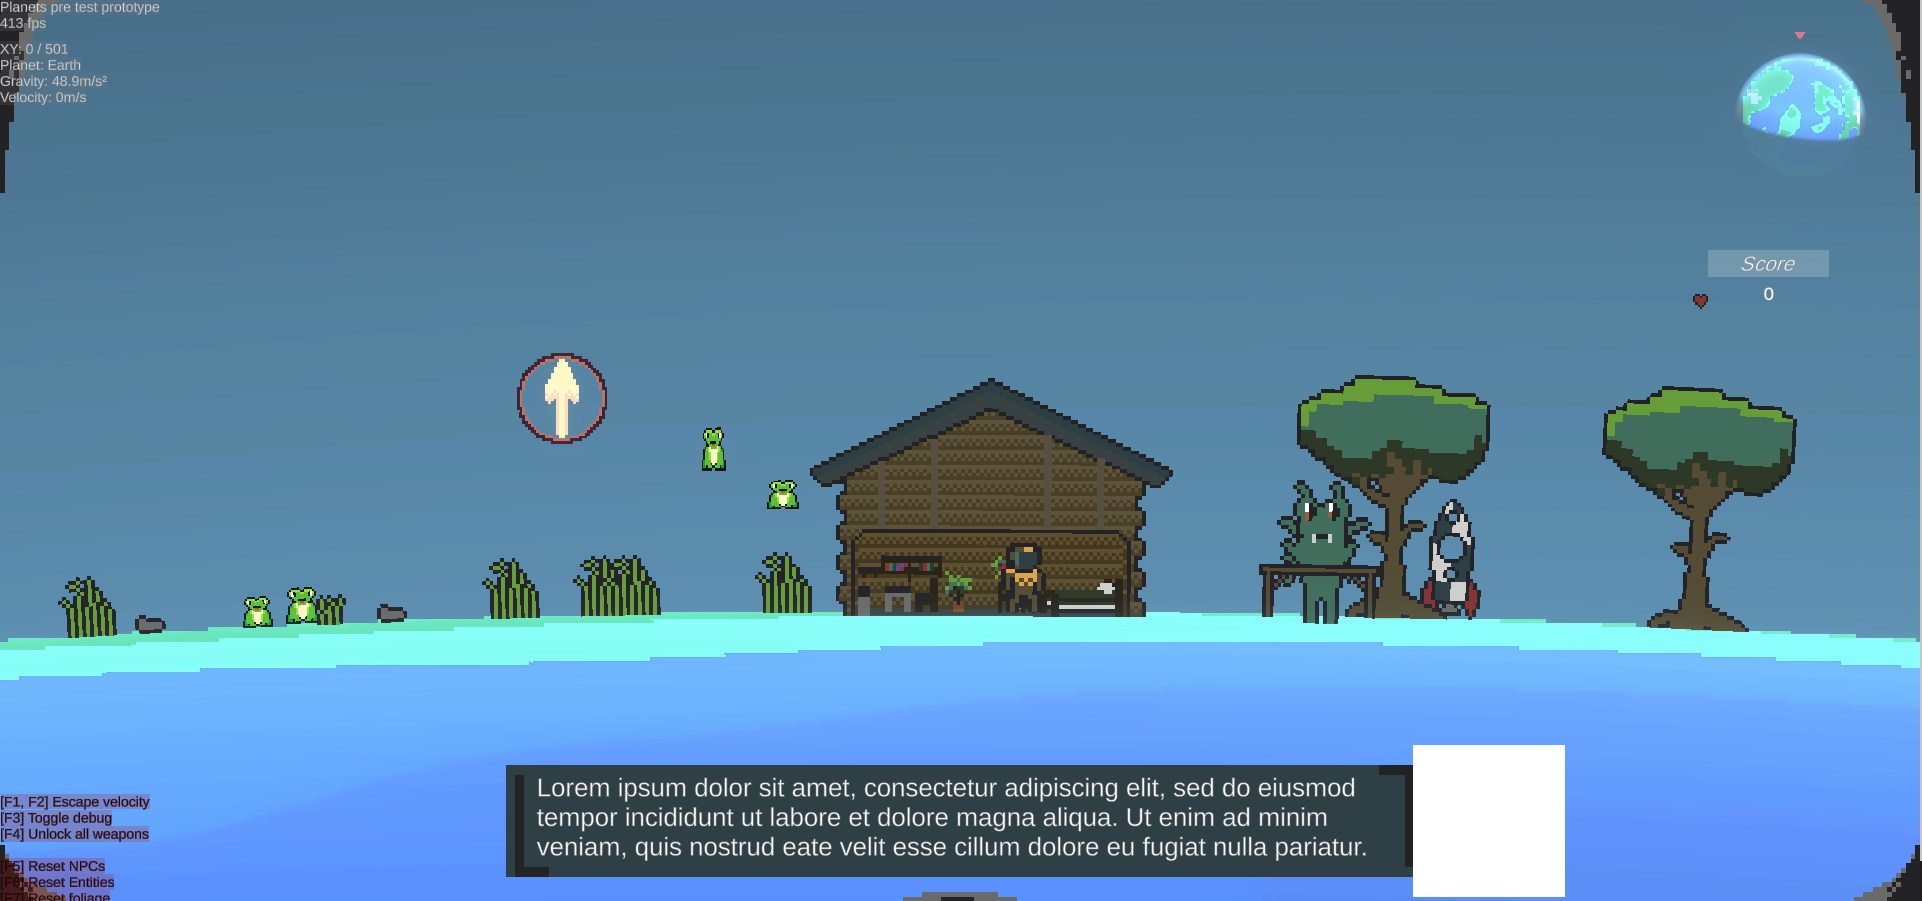 Planets pre test prototype
413 fps
XY: 0 / 501
Planet: Earth
Gravity: 48.9m/s²
Velocity: 0m/s
Score
0
Lorem ipsum dolor sit amet, consectetur adipiscing elit, sed do eiusmod
tempor incididunt ut labore et dolore magna aliqua. Ut enim ad minim
veniam, quis nostrud eate velit esse cillum dolore eu fugiat nulla pariatur.
[F1, F2] Escape velocity
[F3] Toggle debug
[F4] Unlock all weapons
[F5] Reset NPCs
[F6] Reset Entities
[F7] Reset foliage